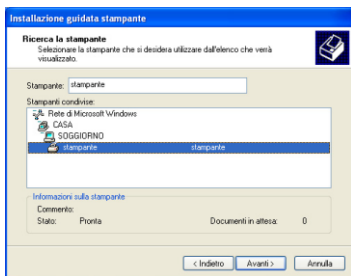 Installazione guidata stampante
Ricerca la stampante
Selezionare la stampante che si desidera utilizzare dall'elenco che verrà
visualizzato.
Stampante: stampante
Stampanti condivise:
Rete di Microsoft Windows
CASA
SOGGIORNO
stampante stampante
Informazioni sulla stampante
Commento:
Stato: Pronta Documenti in attesa: 0
< Indietro Avanti > Annulla